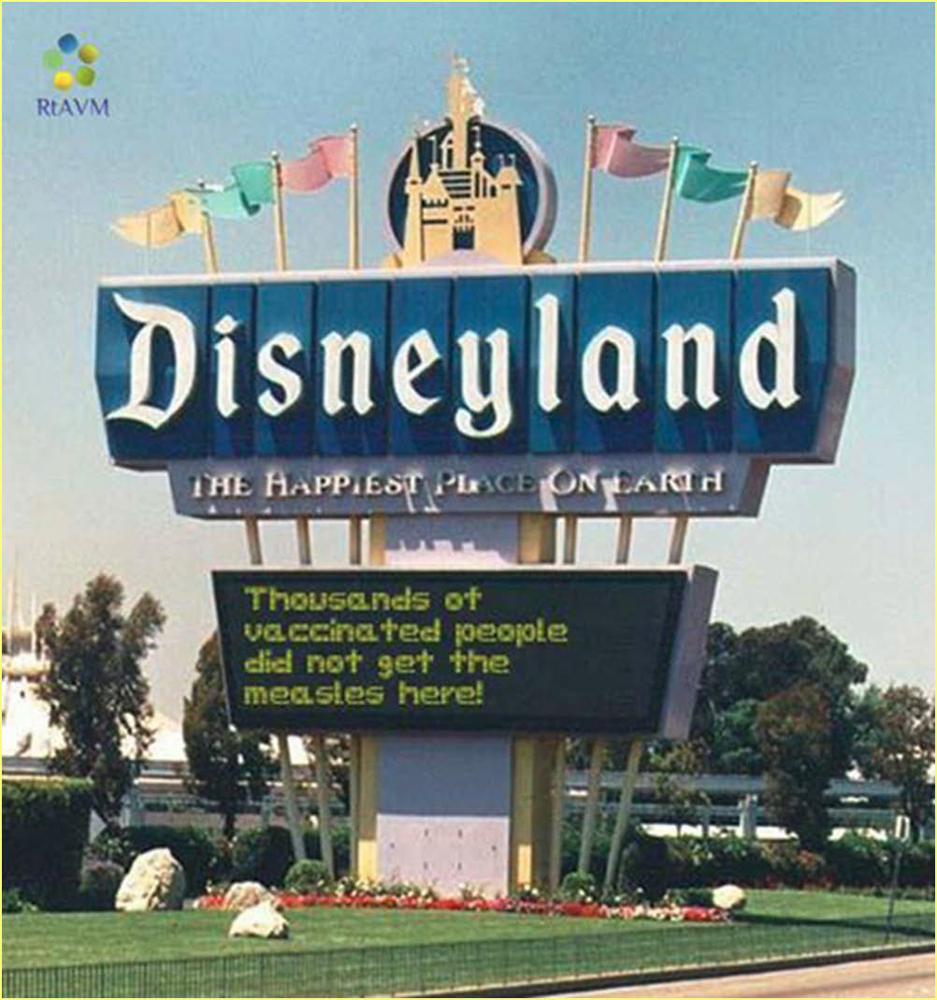 RtAVM
Disneyland
THE HAPPIEST PLACE ON EARTH
Thousands of
vaccinated people
did not get the
measles here!